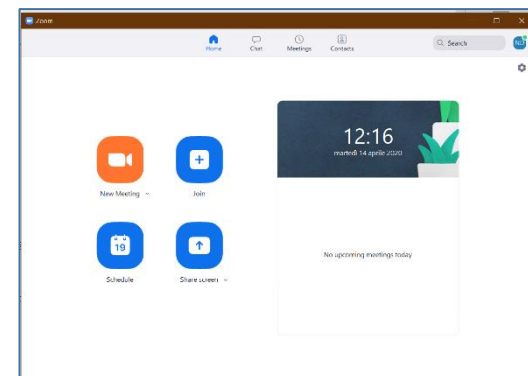 Zoom
Home
Chat
Meetings
Contacts
Search
12:16
martedì 14 aprile 2020
New Meeting
Join
19
Schedule
Share screen
No upcoming meetings today